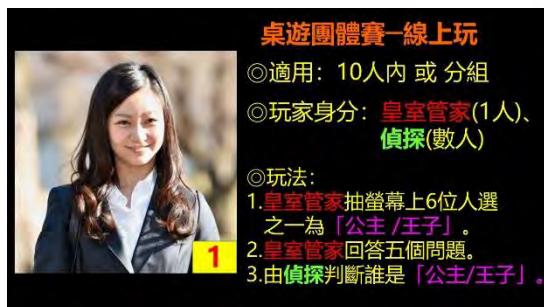 桌遊團體賽─線上玩
◎適用：10人內 或 分組
◎玩家身分：皇室管家(1人)、
偵探(數人)
◎玩法：
1.皇室管家抽螢幕上6位人選
之一為「公主 /王子」。
2.皇室管家回答五個問題。
3.由偵探判斷誰是「公主/王子」。
1